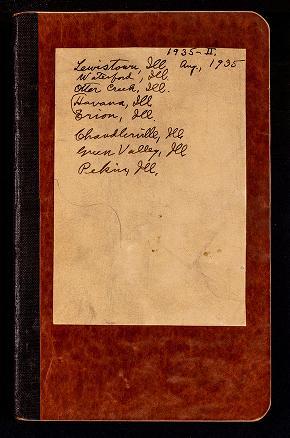 1935-II.
Lewistown, Ill. Aug, 1935
Waterford, Ill
Otter Creek, Ill.
Havana, Ill
Erion, Ill.
Chandlerville, Ill
Green Valley, Ill
Pekin, Ill,